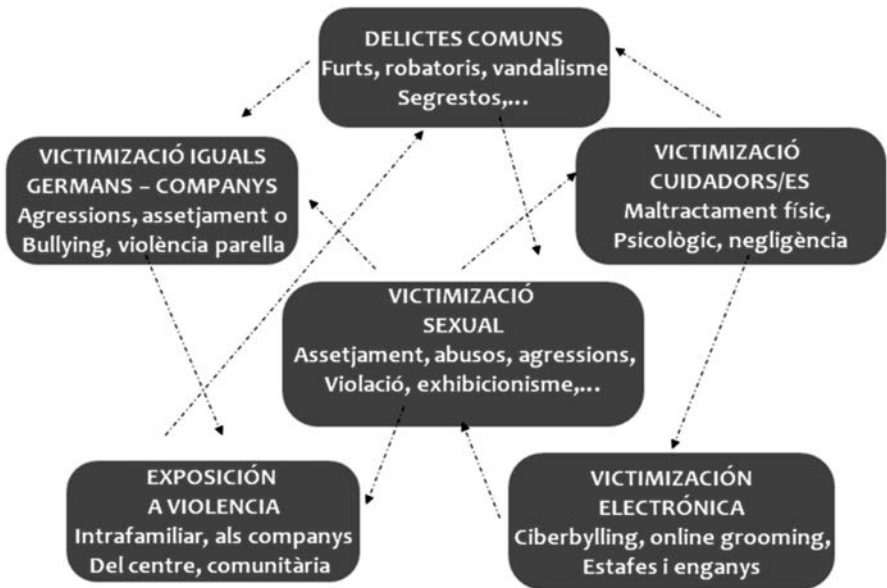 DELICTES COMUNS
Furts, robatoris, vandalisme
Segrestos,...
VICTIMITZACIÓ IGUALS
GERMANS – COMPANYS
Agressions, assetjament o
Bullying, violència parella
VICTIMIZACIÓ
CUIDADORS/ES
Maltractament físic,
Psicològic, negligència
VICTIMIZACIÓ
SEXUAL
Assetjament, abusos, agressions,
Violació, exhibicionisme,...
EXPOSICIÓN
A VIOLENCIA
Intrafamiliar, als companys
Del centre, comunitària
VICTIMIZACIÓN
ELECTRÓNICA
Ciberbylling, online grooming,
Estafes i enganys